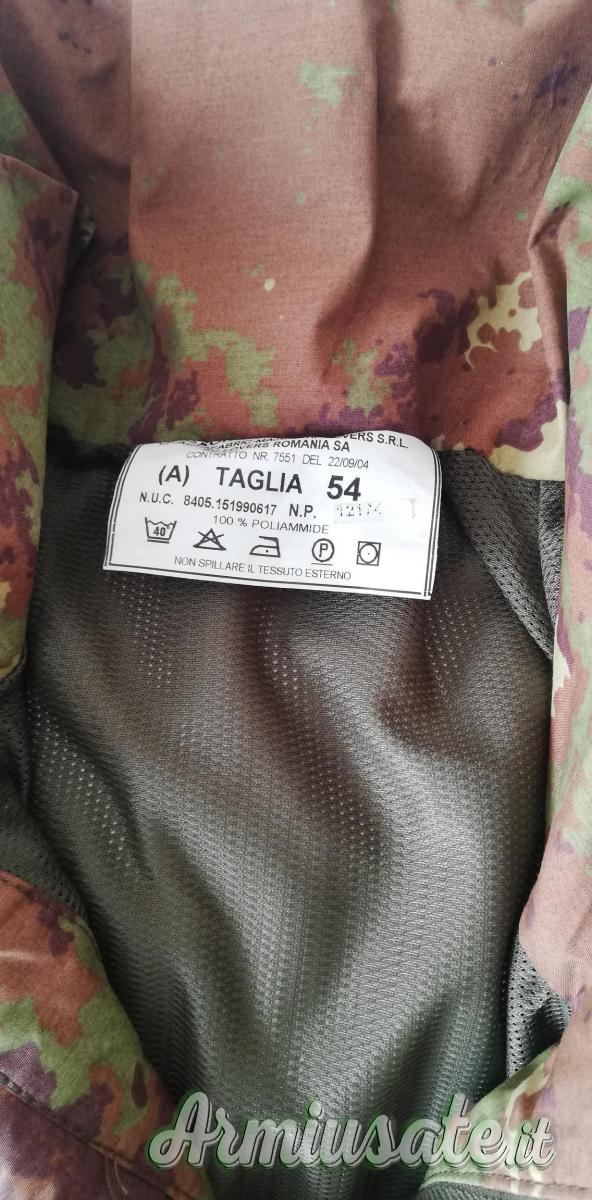 VERS S.R.L.
ROMANIA SA
CONTRATTO NR. 7551 DEL 22/09/04
(A) TAGLIA 54
N.U.C. 8405.151990617 N.P.
100 % POLIAMMIDE
40 P
NON SPILLARE IL TESSUTO ESTERNO
Armiusate.it